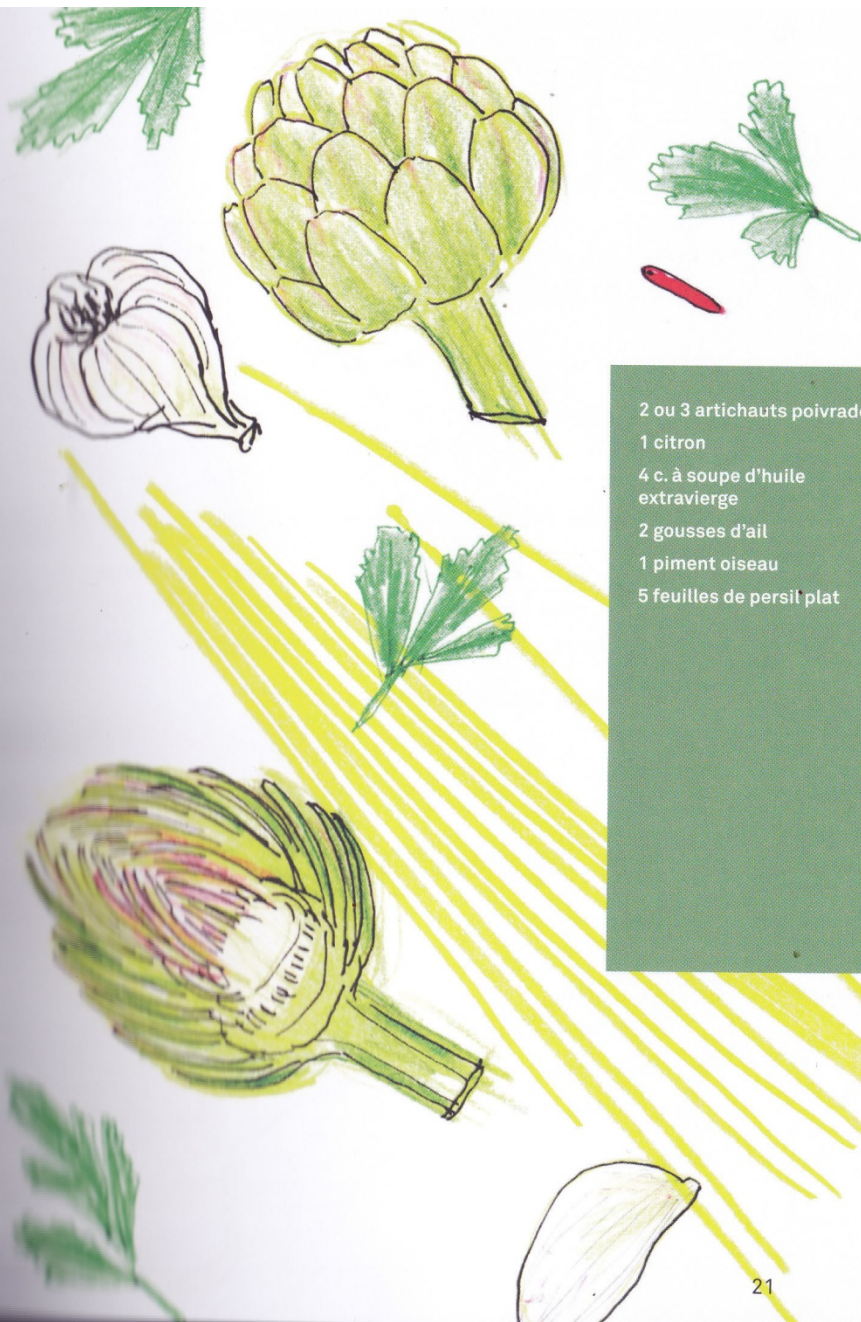 2 ou 3 artichauts poivrade
1 citron
4 c. à soupe d'huile
extravierge
2 gousses d'ail
1 piment oiseau
5 feuilles de persil plat
21